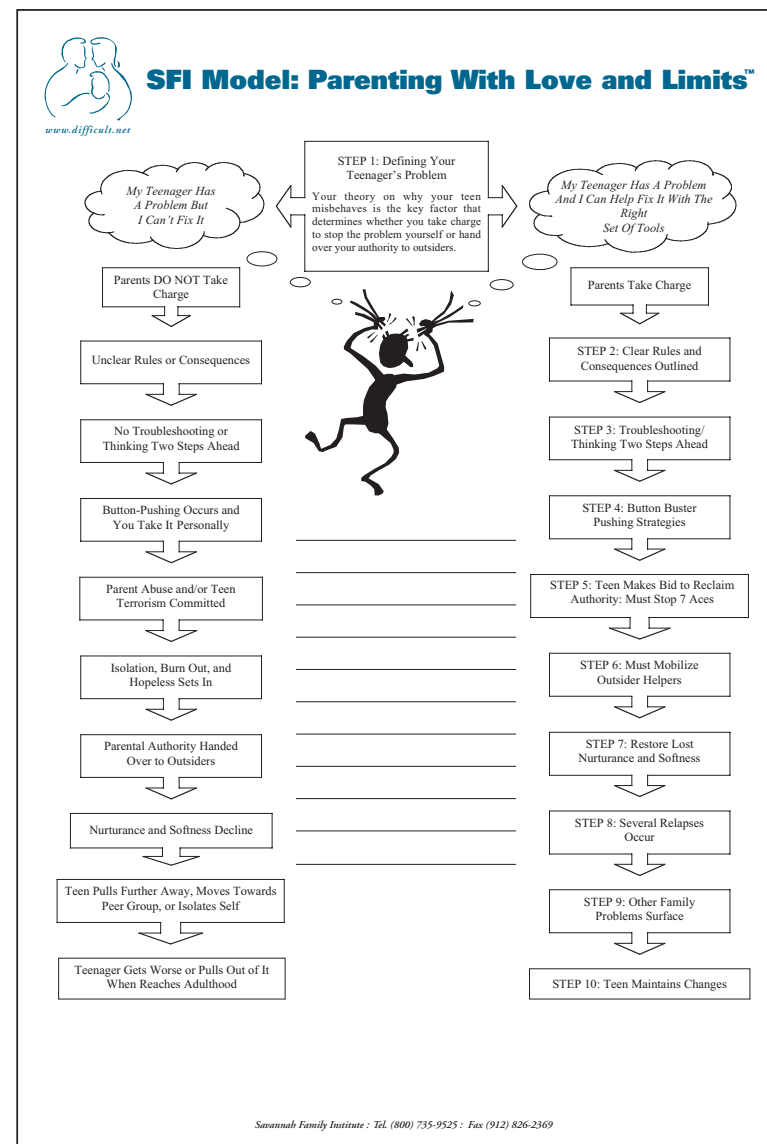 SFI Model: Parenting With Love and Limits™
www.difficult.net
STEP 1: Defining Your
Teenager's Problem
Your theory on why your teen
misbehaves is the key factor that
determines whether you take charge
to stop the problem yourself or hand
over your authority to outsiders.
My Teenager Has
A Problem But
I Can't Fix It
Parents DO NOT Take
Charge
Unclear Rules or Consequences
No Troubleshooting or
Thinking Two Steps Ahead
Button-Pushing Occurs and
You Take It Personally
Parent Abuse and/or Teen
Terrorism Committed
Isolation, Burn Out, and
Hopeless Sets In
Parental Authority Handed
Over to Outsiders
Nurturance and Softness Decline
Teen Pulls Further Away, Moves Towards
Peer Group, or Isolates Self
Teenager Gets Worse or Pulls Out of It
When Reaches Adulthood
My Teenager Has A Problem
And I Can Help Fix It With The
Right
Set Of Tools
Parents Take Charge
STEP 2: Clear Rules and
Consequences Outlined
STEP 3: Troubleshooting/
Thinking Two Steps Ahead
STEP 4: Button Buster
Pushing Strategies
STEP 5: Teen Makes Bid to Reclaim
Authority: Must Stop 7 Aces
STEP 6: Must Mobilize
Outsider Helpers
STEP 7: Restore Lost
Nurturance and Softness
STEP 8: Several Relapses
Occur
STEP 9: Other Family
Problems Surface
STEP 10: Teen Maintains Changes
Savannah Family Institute : Tel. (800) 735-9525 : Fax (912) 826-2369